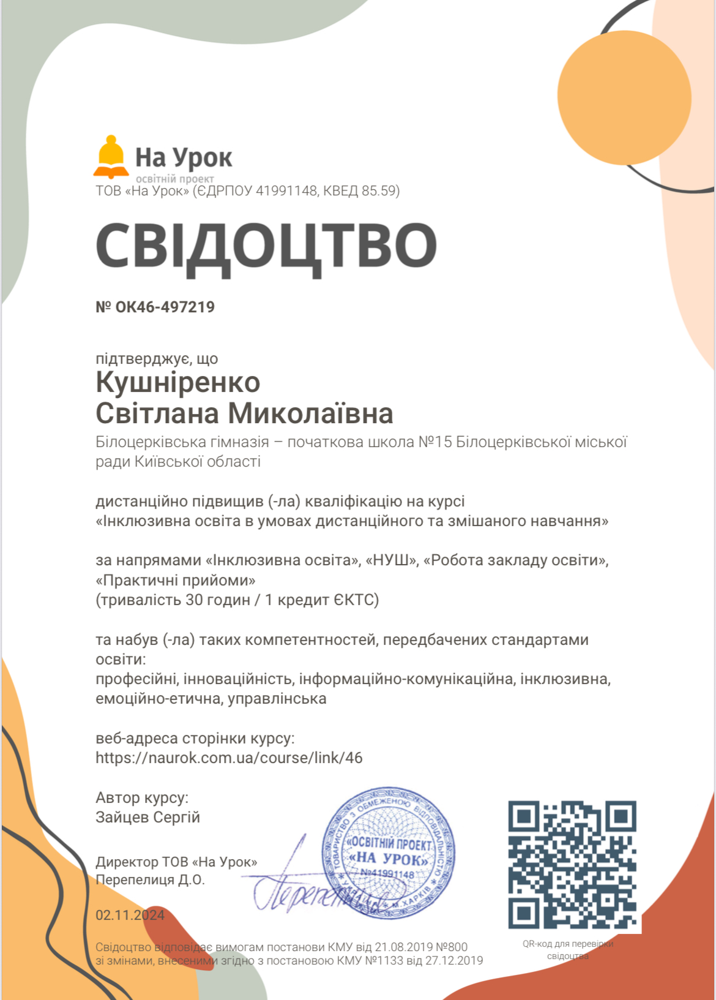 На Урок
освітній проект
ТОВ «На Урок» (ЄДРПОУ 41991148, КВЕД 85.59)
СВІДОЦТВО
№ ОК46-497219
підтверджує, що
Кушніренко
Світлана Миколаївна
Білоцерківська гімназія – початкова школа №15 Білоцерківської міської
ради Київської області
дистанційно підвищив (-ла) кваліфікацію на курсі
«Інклюзивна освіта в умовах дистанційного та змішаного навчання»
за напрямами «Інклюзивна освіта», «НУШ», «Робота закладу освіти»,
«Практичні прийоми»
(тривалість 30 годин / 1 кредит ЄКТС)
та набув (-ла) таких компетентностей, передбачених стандартами
освіти:
професійні, інноваційність, інформаційно-комунікаційна, інклюзивна,
емоційно-етична, управлінська
веб-адреса сторінки курсу:
https://naurok.com.ua/course/link/46
Автор курсу:
Зайцев Сергій
Директор ТОВ «На Урок»
Перепелиця Д.О.
ТОВАРИСТВО З ОБМЕЖЕНОЮ ВІДПОВІДАЛЬНІСТЮ
«ОСВІТНІЙ ПРОЕКТ
«НА УРОК»
№41991148
УКРАЇНА * М.ХАРКІВ *
02.11.2024
Свідоцтво відповідає вимогам постанови КМУ від 21.08.2019 №800
зі змінами, внесеними згідно з постановою КМУ №1133 від 27.12.2019
QR-код для перевірки
свідоцтва